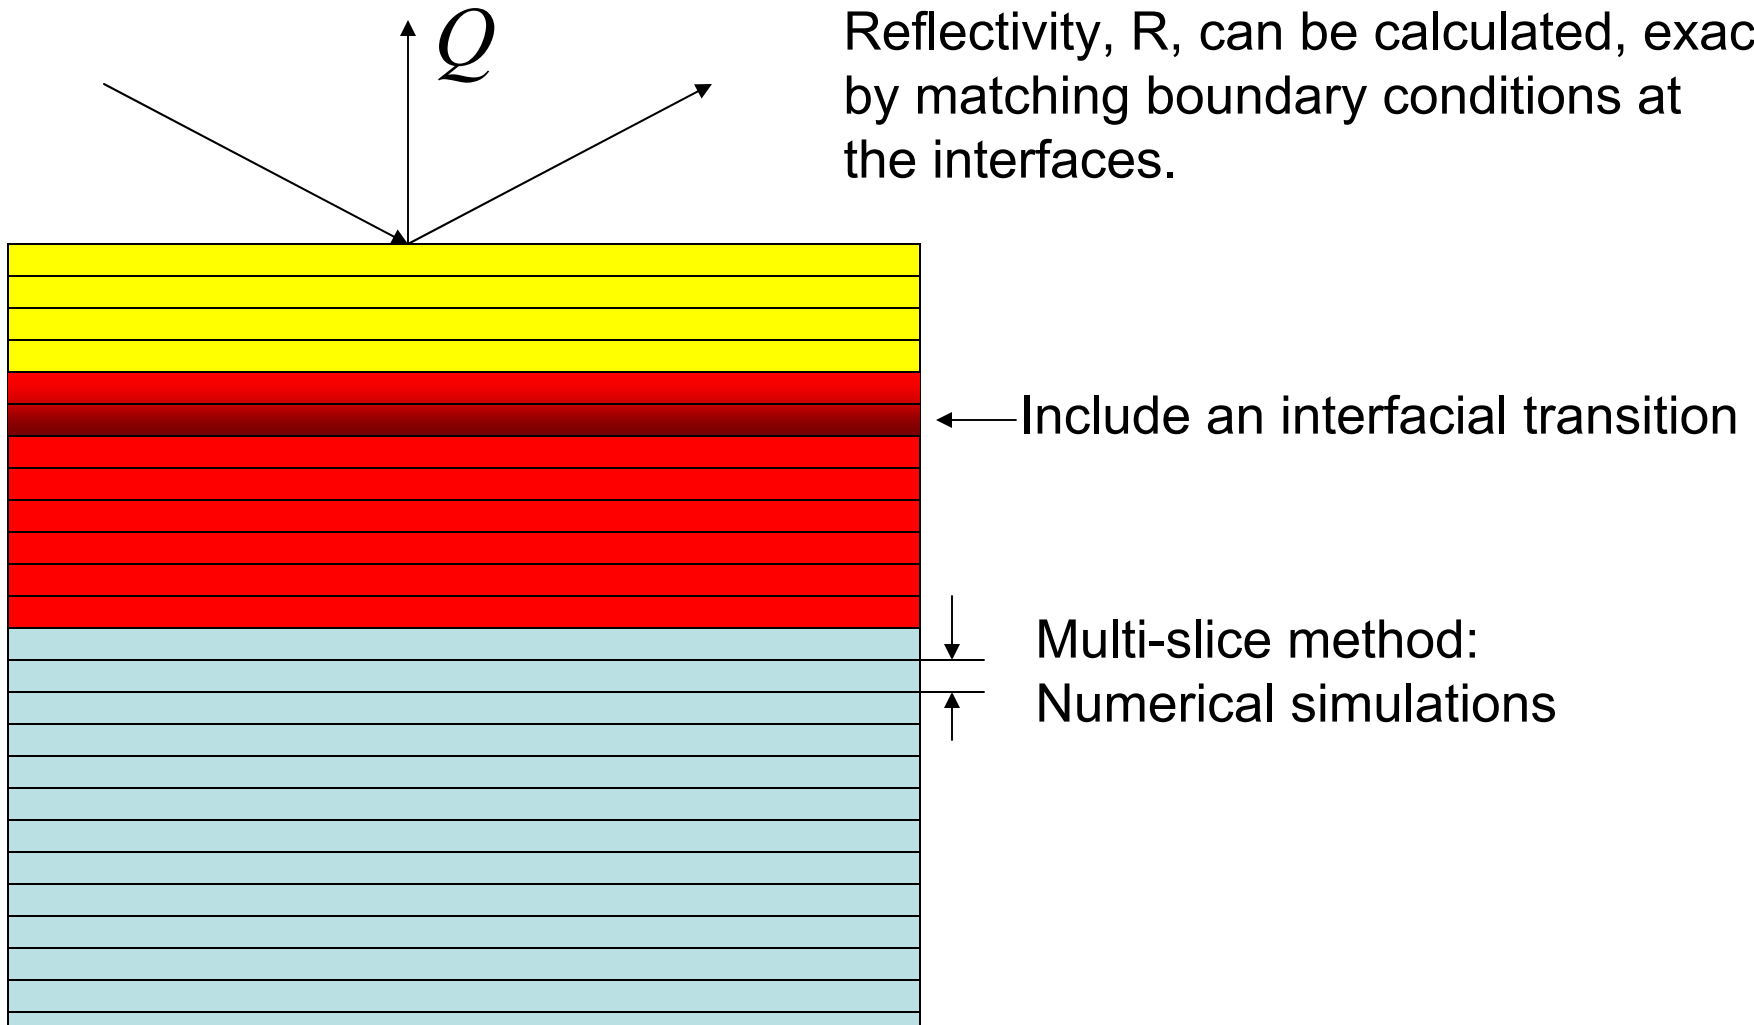 Q
Reflectivity, R, can be calculated, exac
by matching boundary conditions at
the interfaces.
Include an interfacial transition
Multi-slice method:
Numerical simulations